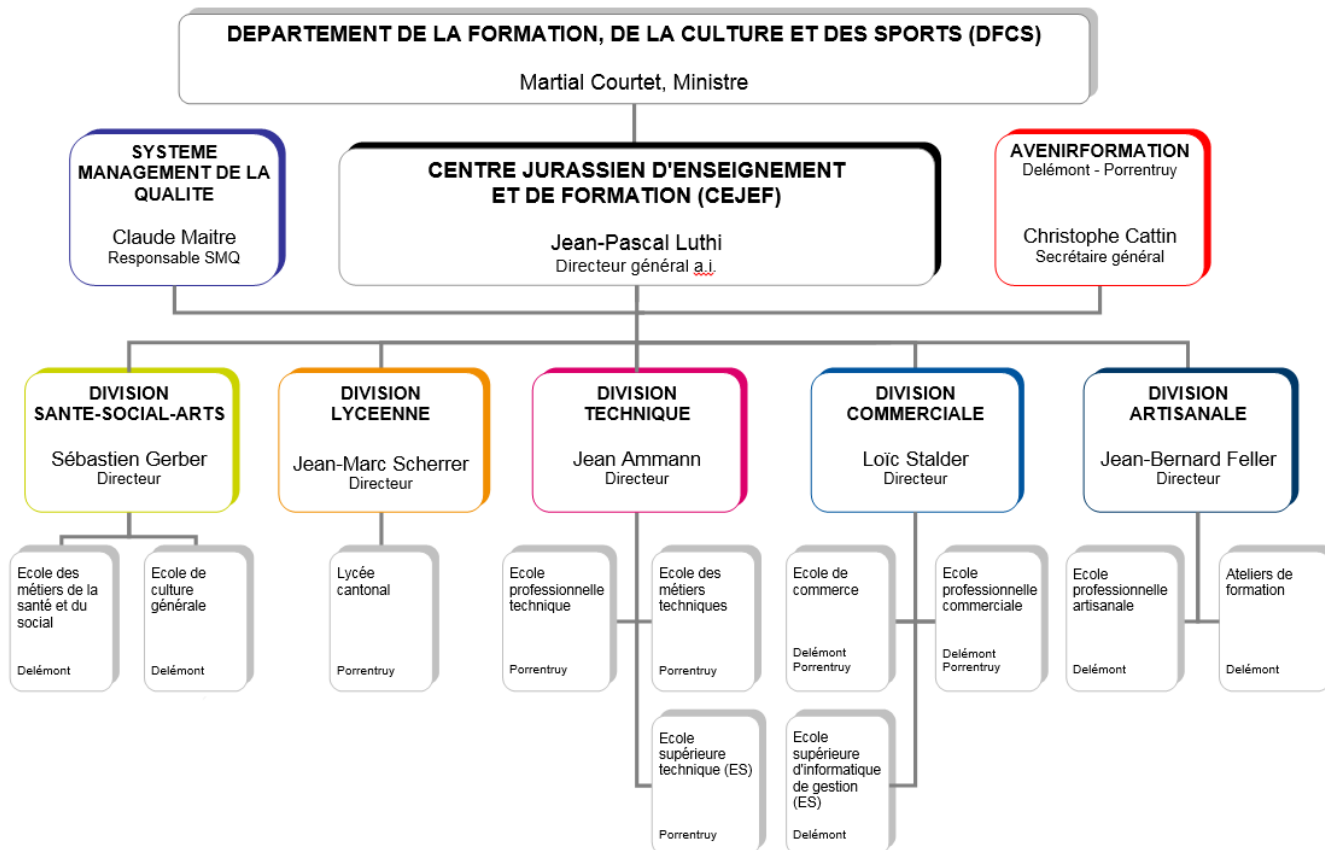 DEPARTEMENT DE LA FORMATION, DE LA CULTURE ET DES SPORTS (DFCS)
Martial Courtet, Ministre
SYSTEME
MANAGEMENT DE LA
QUALITE
Claude Maitre
Responsable SMQ
CENTRE JURASSIEN D'ENSEIGNEMENT
ET DE FORMATION (CEJEF)
Jean-Pascal Luthi
Directeur général a.i.
AVENIRFORMATION
Delémont - Porrentruy
Christophe Cattin
Secrétaire général
DIVISION
SANTE-SOCIAL-ARTS
Sébastien Gerber
Directeur
DIVISION
LYCEENNE
Jean-Marc Scherrer
Directeur
DIVISION
TECHNIQUE
Jean Ammann
Directeur
DIVISION
COMMERCIALE
Loïc Stalder
Directeur
DIVISION
ARTISANALE
Jean-Bernard Feller
Directeur
Ecole des
métiers de la
santé et du
social
Delémont
Ecole de
culture
générale
Delémont
Lycée
cantonal
Porrentruy
Ecole
professionnelle
technique
Porrentruy
Ecole des
métiers
techniques
Porrentruy
Ecole de
commerce
Delémont
Porrentruy
Ecole
professionnelle
commerciale
Delémont
Porrentruy
Ecole
professionnelle
artisanale
Delémont
Ateliers de
formation
Delémont
Ecole
supérieure
technique (ES)
Porrentruy
Ecole
supérieure
d'informatique
de gestion
(ES)
Delémont